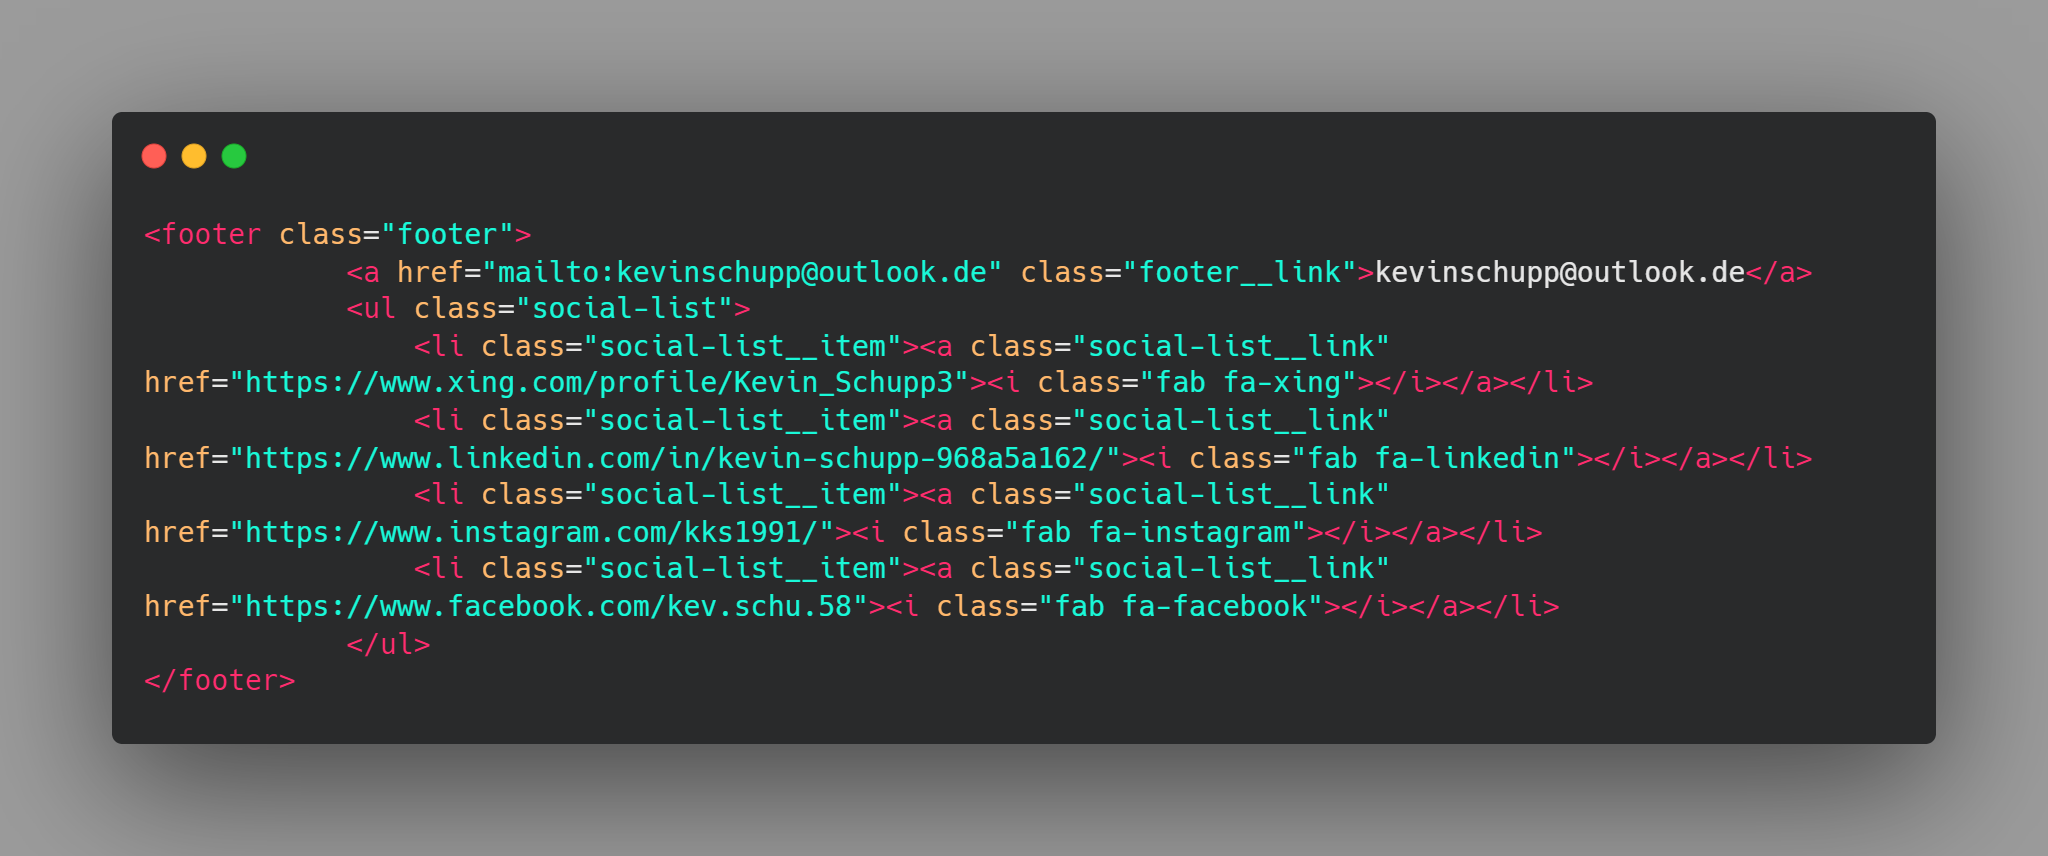 <footer class="footer">
            <a href="mailto:kevinschupp@outlook.de" class="footer__link">kevinschupp@outlook.de</a>
            <ul class="social-list">
                <li class="social-list__item"><a class="social-list__link"
href="https://www.xing.com/profile/Kevin_Schupp3"><i class="fab fa-xing"></i></a></li>
                <li class="social-list__item"><a class="social-list__link"
href="https://www.linkedin.com/in/kevin-schupp-968a5a162/"><i class="fab fa-linkedin"></i></a></li>
                <li class="social-list__item"><a class="social-list__link"
href="https://www.instagram.com/kks1991/"><i class="fab fa-instagram"></i></a></li>
                <li class="social-list__item"><a class="social-list__link"
href="https://www.facebook.com/kev.schu.58"><i class="fab fa-facebook"></i></a></li>
            </ul>
</footer>